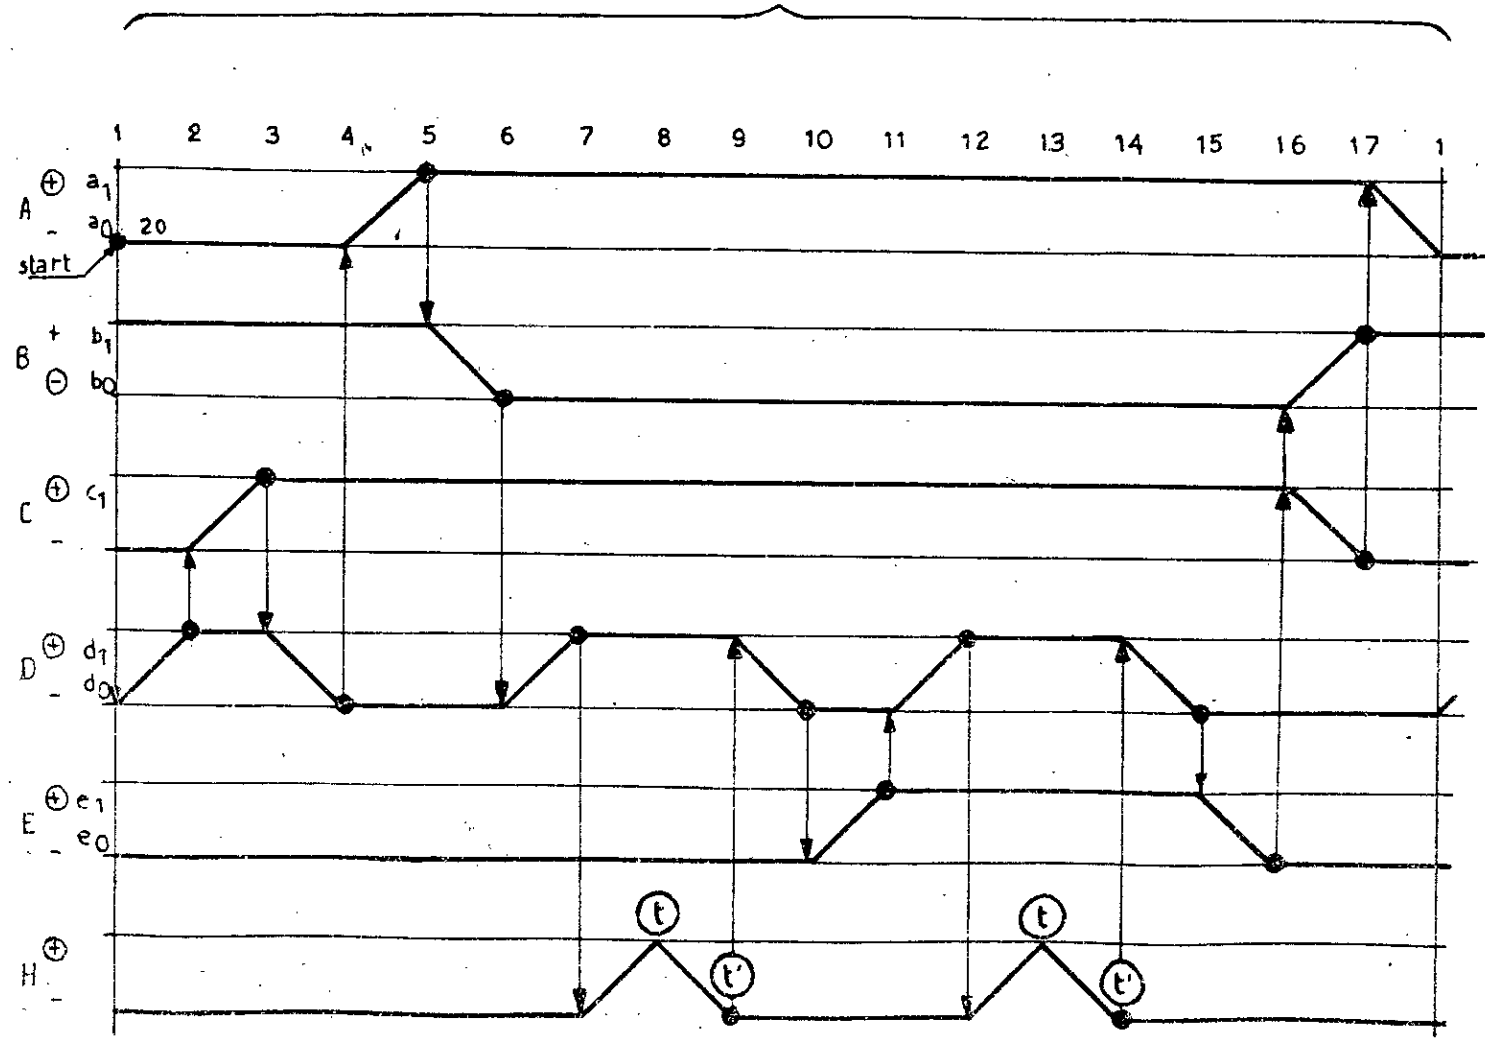 1 2 3 4 5 6 7 8 9 10 11 12 13 14 15 16 17 1
⊕ a₁
A
- a₀ 20
start
+ b₁
B
⊖ b₀
⊕ c₁
C
-
⊕ d₁
D
- d₀
⊕ e₁
E
- e₀
t t
⊕
t' t'
H
-